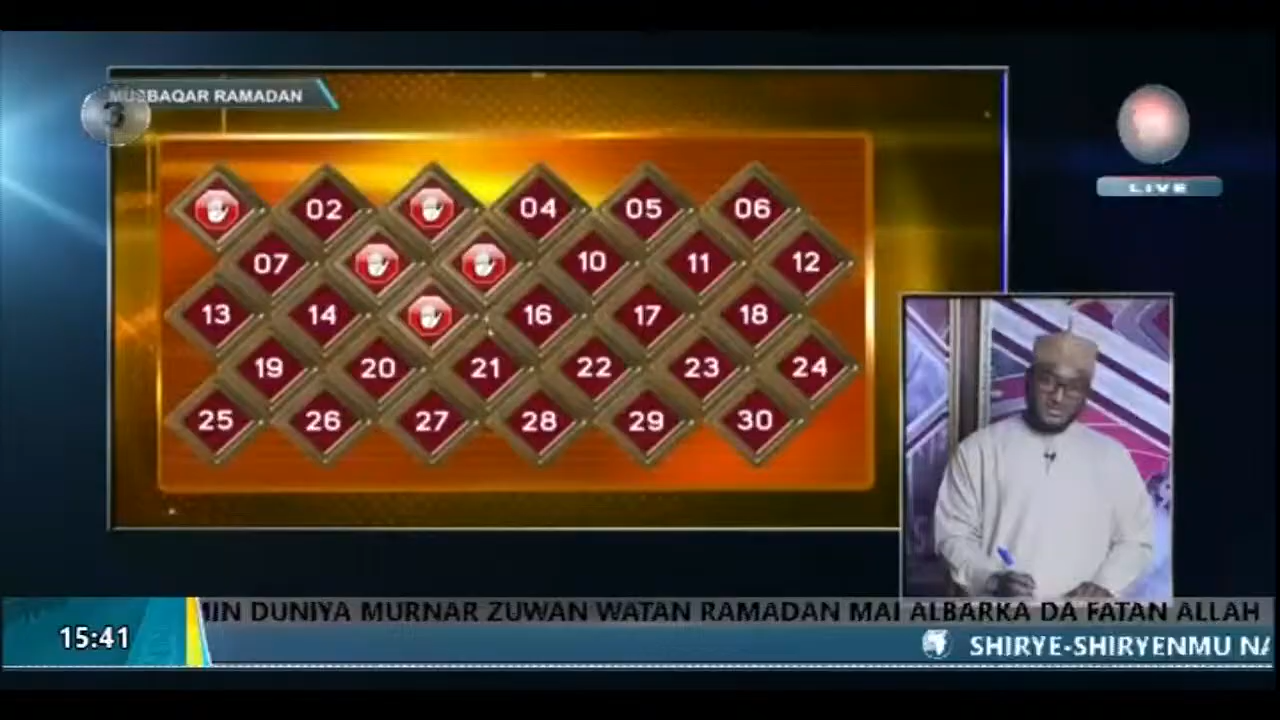 MUSBAQAR RAMADAN
3
LIVE
02 04 05 06
07 10 11 12
13 14 16 17 18
19 20 21 22 23 24
25 26 27 28 29 30
DUNIYA MURNAR ZUWAN WATAN RAMADAN MAI ALBARKA DA FATAN ALLAH
15:41
SHIRYE-SHIRYENMU